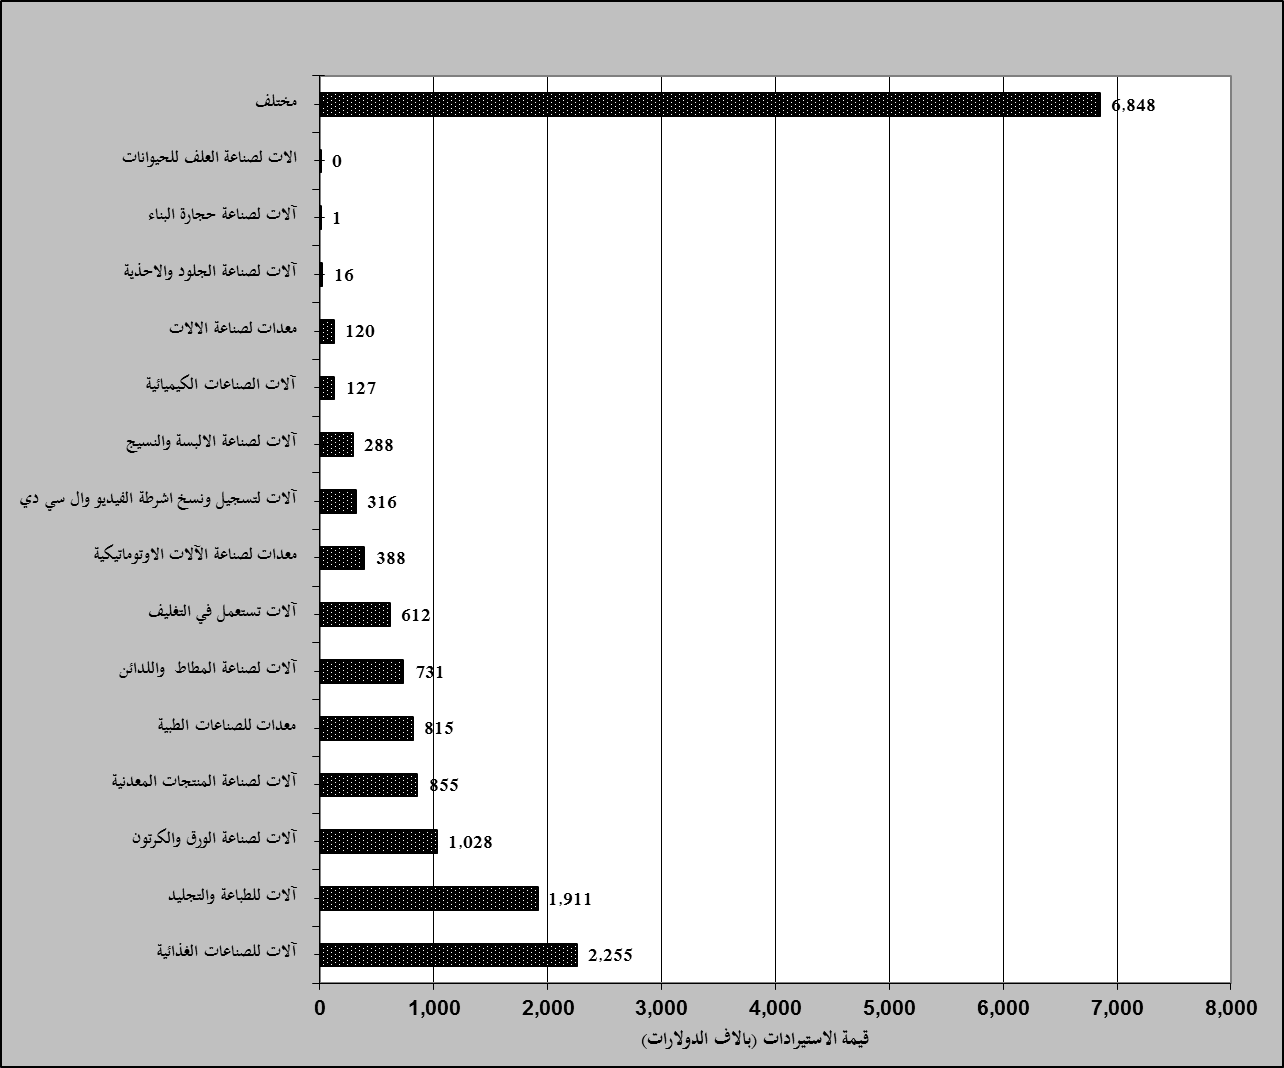 مختلف 6,848
الات لصناعة العلف للحيوانات 0
آلات لصناعة حجارة البناء 1
آلات لصناعة الجلود والاحذية 16
معدات لصناعة الالات 120
آلات الصناعات الكيميائية 127
آلات لصناعة الالبسة والنسيج 288
آلات لتسجيل ونسخ اشرطة الفيديو وال سي دي 316
معدات لصناعة الآلات الاوتوماتيكية 388
آلات تستعمل في التغليف 612
آلات لصناعة المطاط واللدائن 731
معدات للصناعات الطبية 815
آلات لصناعة المنتجات المعدنية 855
آلات لصناعة الورق والكرتون 1,028
آلات للطباعة والتجليد 1,911
آلات للصناعات الغذائية 2,255
0 1,000 2,000 3,000 4,000 5,000 6,000 7,000 8,000
قيمة الاستيرادات (بالاف الدولارات)